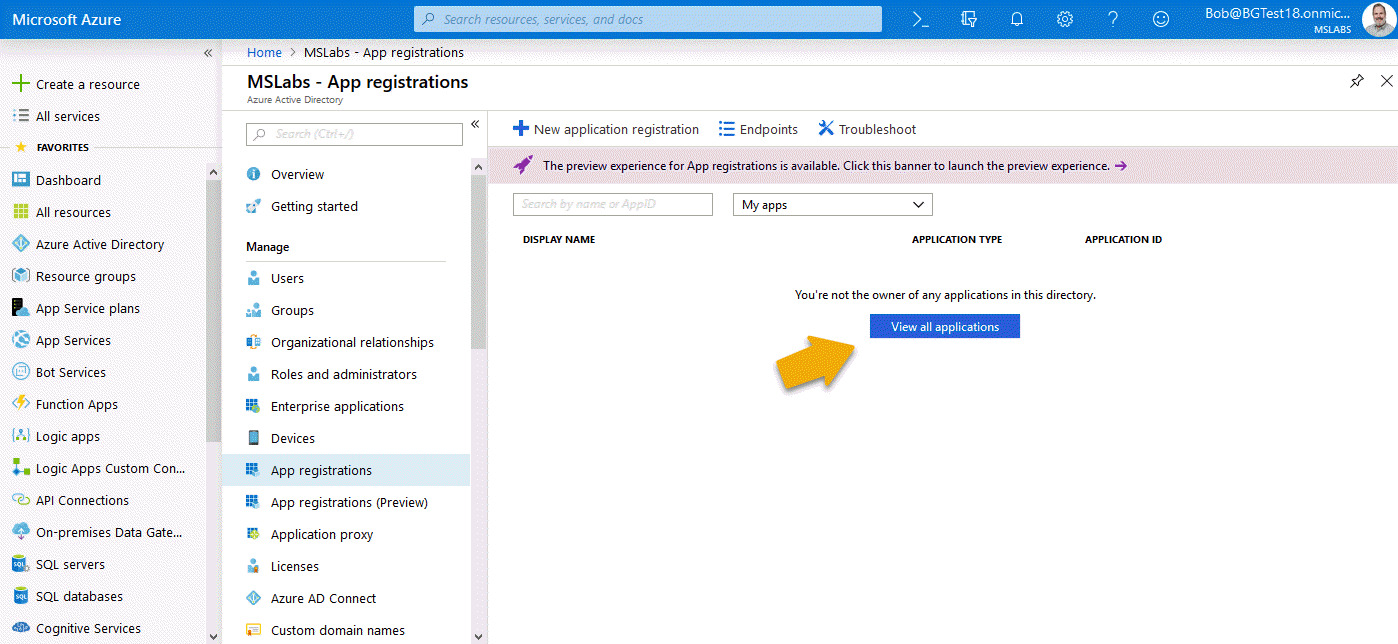 Microsoft Azure
Search resources, services, and docs
Bob@BGTest18.onmic...
MSLABS
Create a resource
All services
FAVORITES
Dashboard
All resources
Azure Active Directory
Resource groups
App Service plans
App Services
Bot Services
Function Apps
Logic apps
Logic Apps Custom Con...
API Connections
On-premises Data Gate...
SQL servers
SQL databases
Cognitive Services
Home > MSLabs - App registrations
MSLabs - App registrations
Azure Active Directory
Search (Ctrl+/)
Overview
Getting started
Manage
Users
Groups
Organizational relationships
Roles and administrators
Enterprise applications
Devices
App registrations
App registrations (Preview)
Application proxy
Licenses
Azure AD Connect
Custom domain names
New application registration Endpoints Troubleshoot
The preview experience for App registrations is available. Click this banner to launch the preview experience. →
Search by name or AppID My apps
DISPLAY NAME APPLICATION TYPE APPLICATION ID
You're not the owner of any applications in this directory.
View all applications